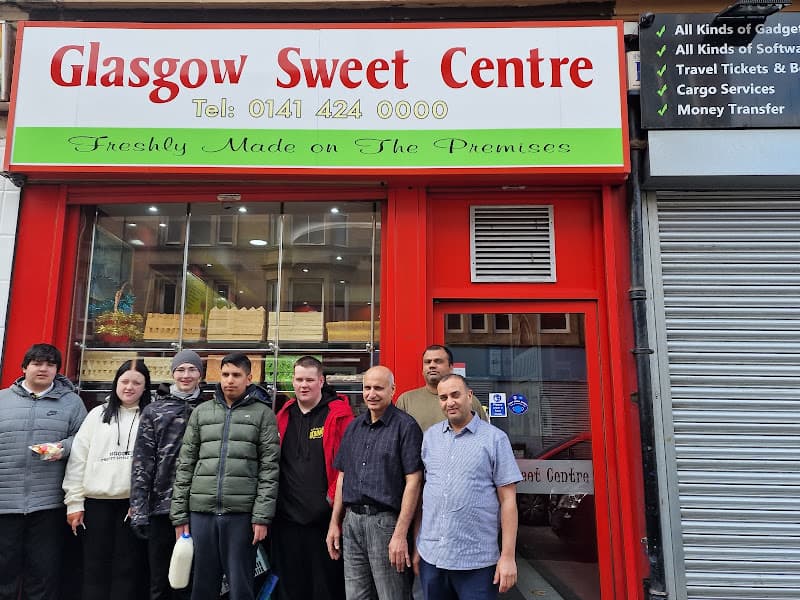 Glasgow Sweet Centre
Tel: 0141 424 0000
Freshly Made on The Premises
All Kinds of Gadget
All Kinds of Softwa
Travel Tickets & Bo
Cargo Services
Money Transfer
eet Centre